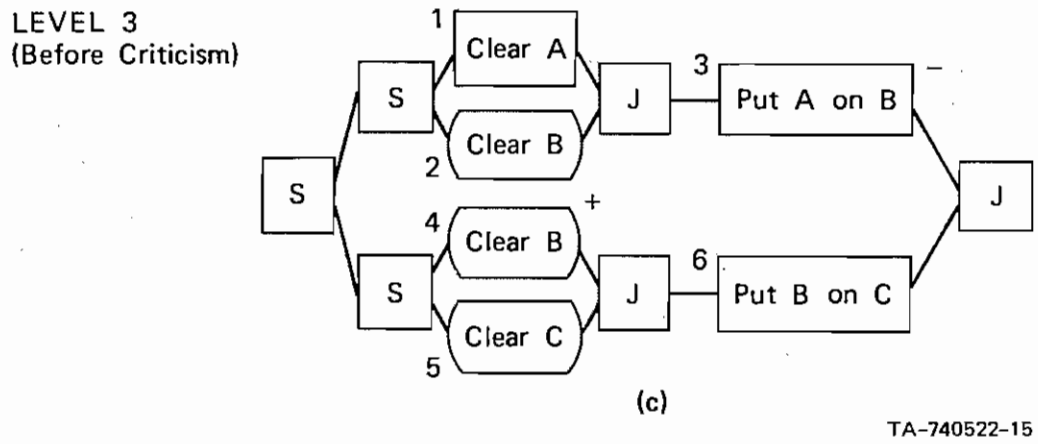 LEVEL 3
(Before Criticism)
1
Clear A
S
Clear B
2
J
3
Put A on B
−
S
J
4
Clear B
+
S
Clear C
5
J
6
Put B on C
(c)
TA-740522-15